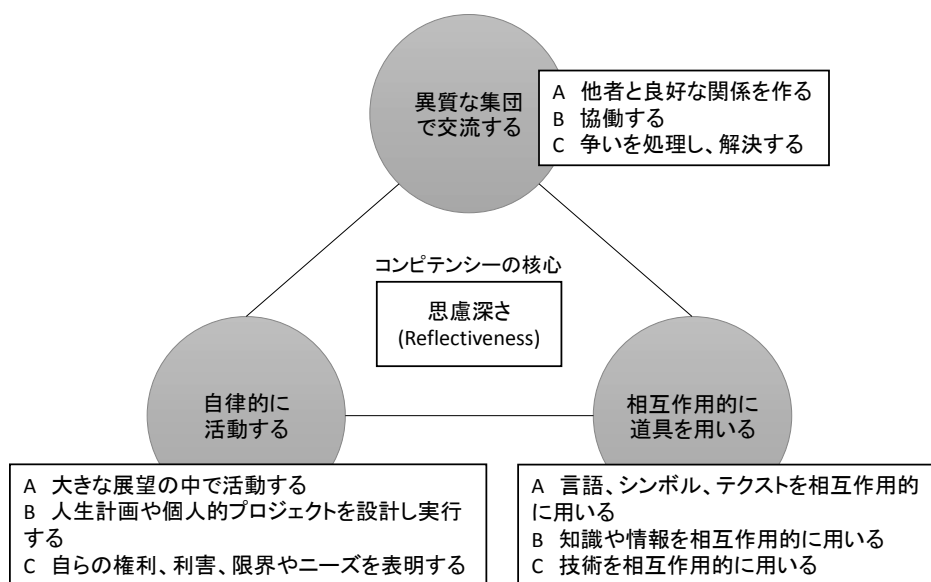 異質な集団
で交流する
A 他者と良好な関係を作る
B 協働する
C 争いを処理し、解決する
コンピテンシーの核心
思慮深さ
(Reflectiveness)
自律的に
活動する
A 大きな展望の中で活動する
B 人生計画や個人的プロジェクトを設計し実行
する
C 自らの権利、利害、限界やニーズを表明する
相互作用的に
道具を用いる
A 言語、シンボル、テクストを相互作用的
に用いる
B 知識や情報を相互作用的に用いる
C 技術を相互作用的に用いる